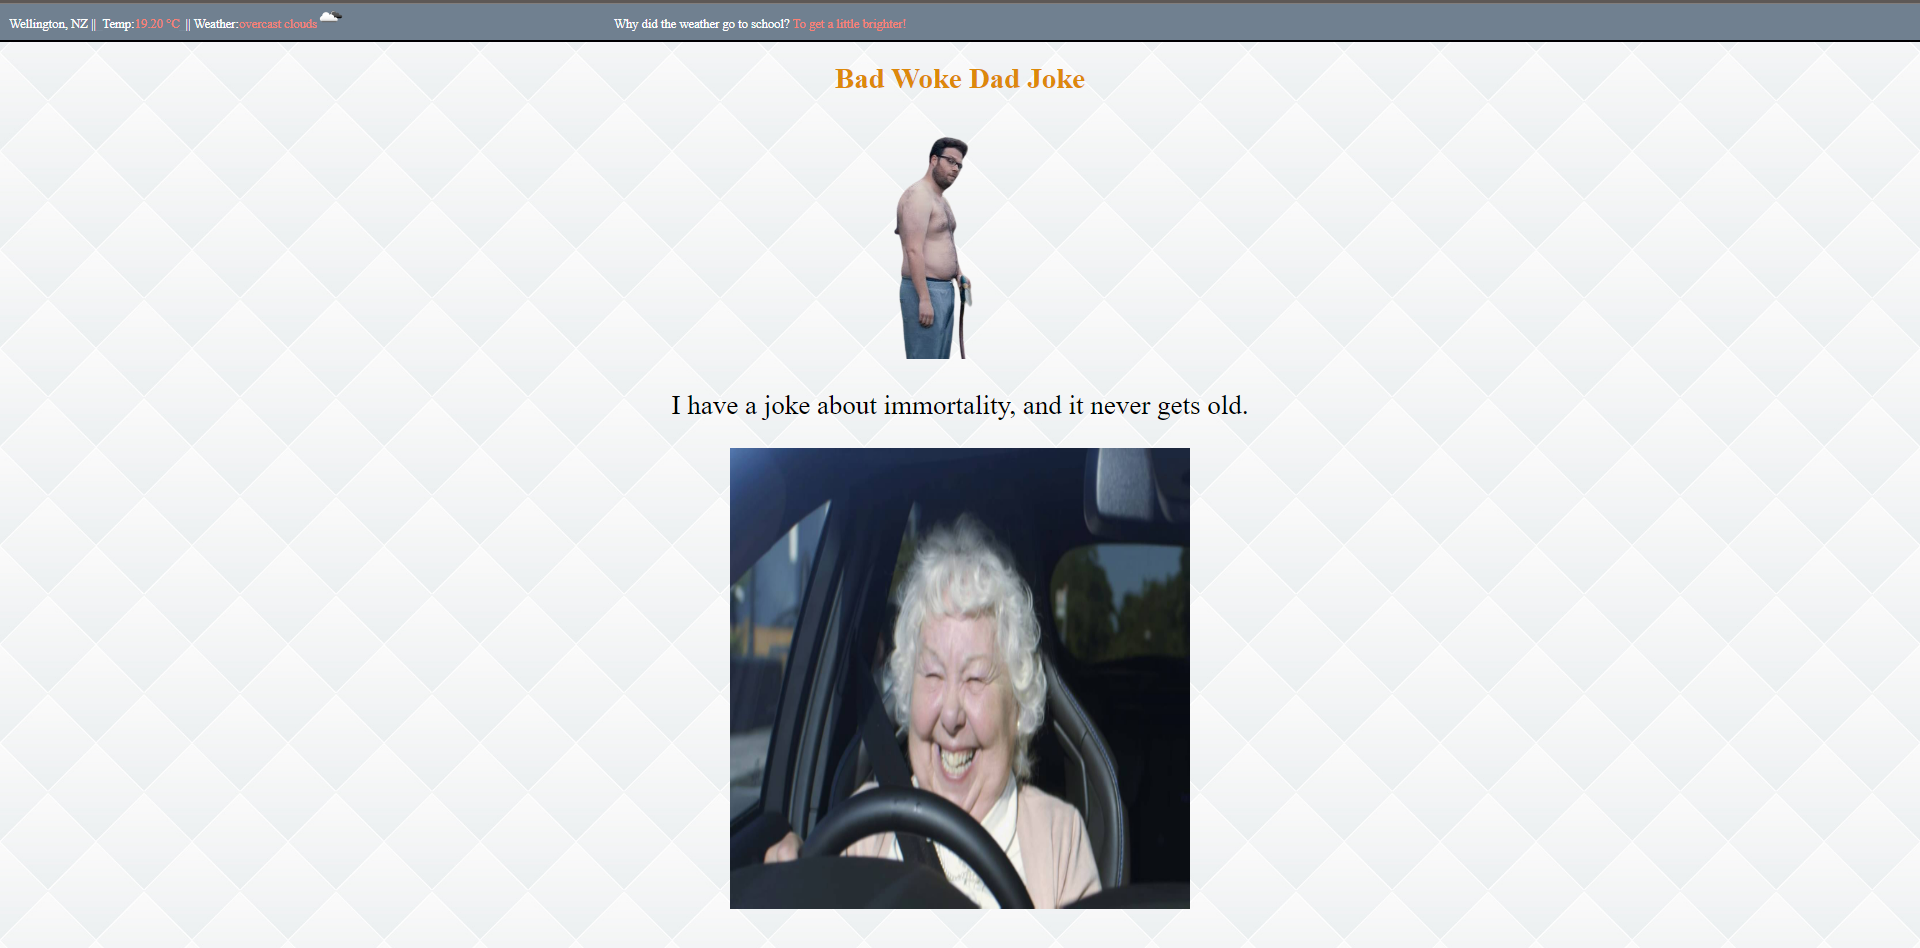 Wellington, NZ || Temp:19.20 °C || Weather:overcast clouds
Why did the weather go to school? To get a little brighter!
Bad Woke Dad Joke
I have a joke about immortality, and it never gets old.